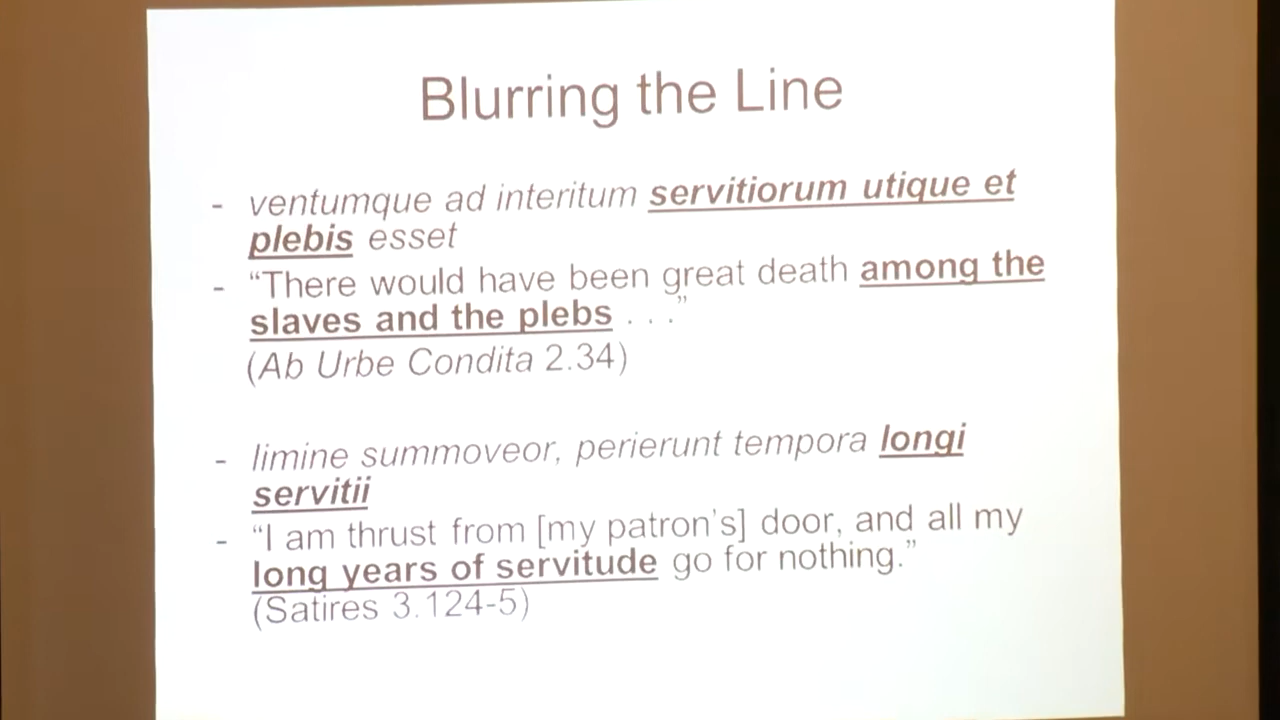 Blurring the Line
- ventumque ad interitum servitiorum utique et
plebis esset
- “There would have been great death among the
slaves and the plebs . . .”
(Ab Urbe Condita 2.34)
- limine summoveor, perierunt tempora longi
servitii
- “I am thrust from [my patron's] door, and all my
long years of servitude go for nothing.”
(Satires 3.124-5)